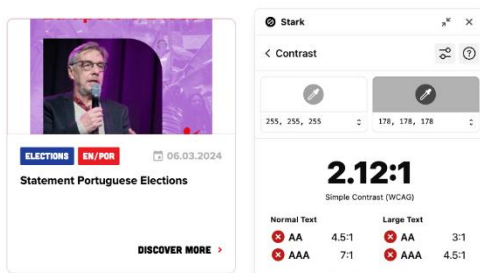 ELECTIONS
EN/POR
06.03.2024
Statement Portuguese Elections
DISCOVER MORE >
Stark
Contrast
255, 255, 255
178, 178, 178
2.12:1
Simple Contrast (WCAG)
Normal Text
AA 4.5:1
AAA 7:1
Large Text
AA 3:1
AAA 4.5:1